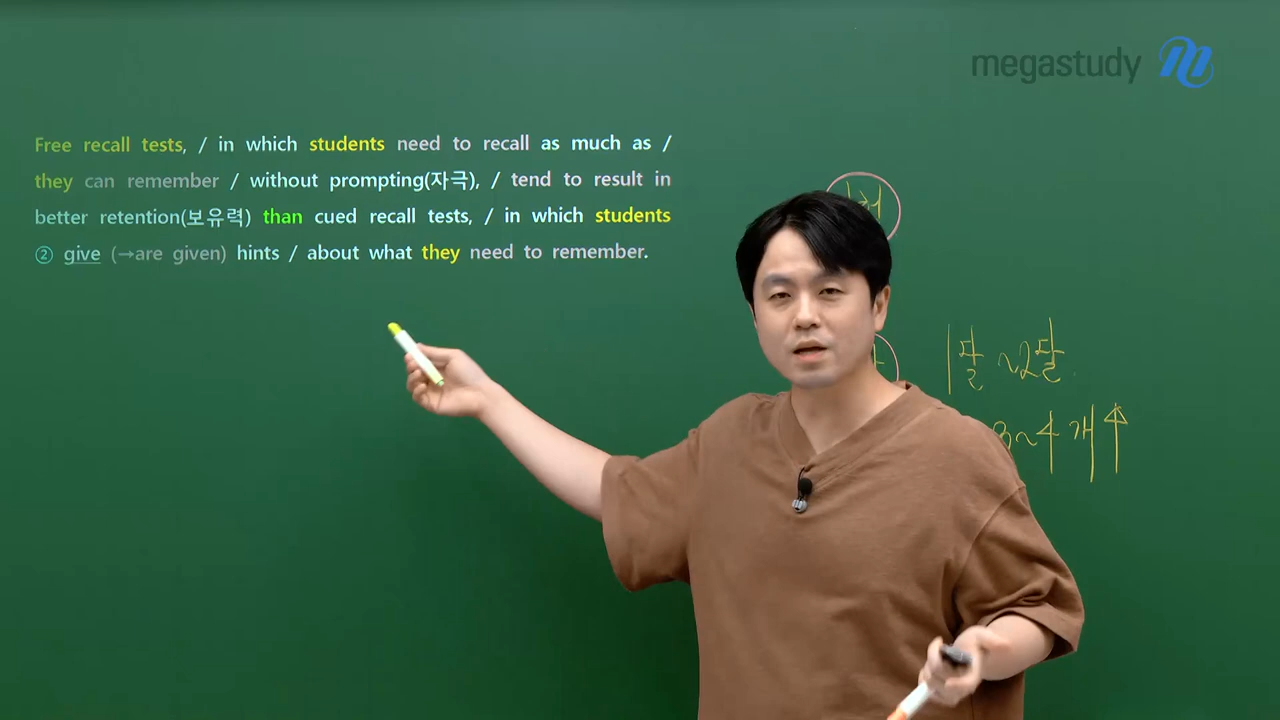 megastudy
Free recall tests, / in which students need to recall as much as /
they can remember / without prompting(자극), / tend to result in
better retention(보유력) than cued recall tests, / in which students
② give (→are given) hints / about what they need to remember.
1달 ~2달
3~4개↑